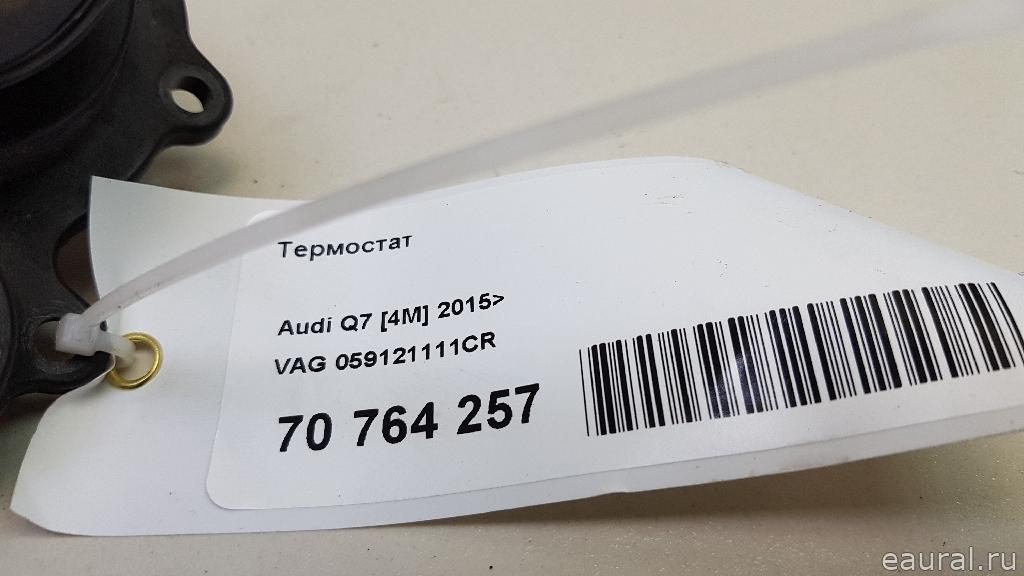 Термостат
Audi Q7 [4M] 2015>
VAG 059121111CR
70 764 257
eaural.ru